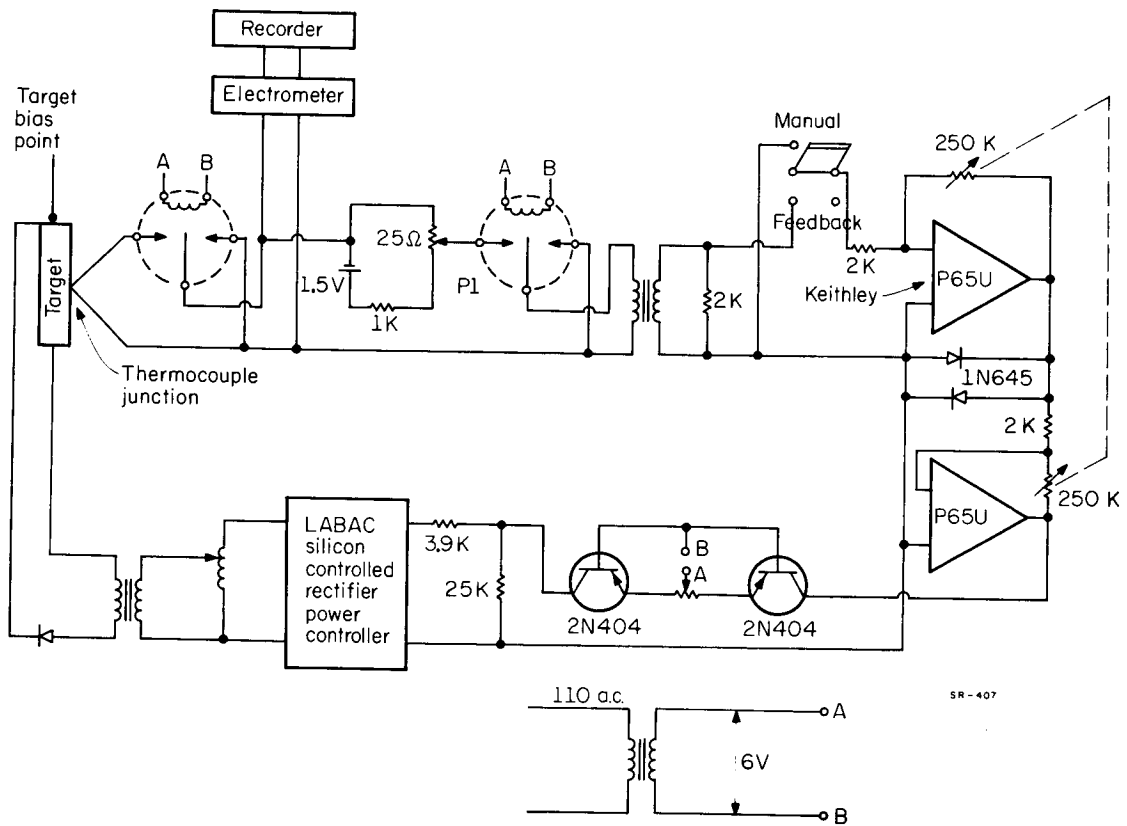 Recorder
Electrometer
Target
bias
point
A
B
A
B
Manual
Feedback
250 K
25Ω
1.5V
P1
1K
2K
2K
Keithley
P65U
Target
Thermocouple
junction
1N645
2K
250 K
P65U
LABAC
silicon
controlled
rectifier
power
controller
3.9K
25K
B
A
2N404
2N404
110 a.c.
A
6V
B
SR-407